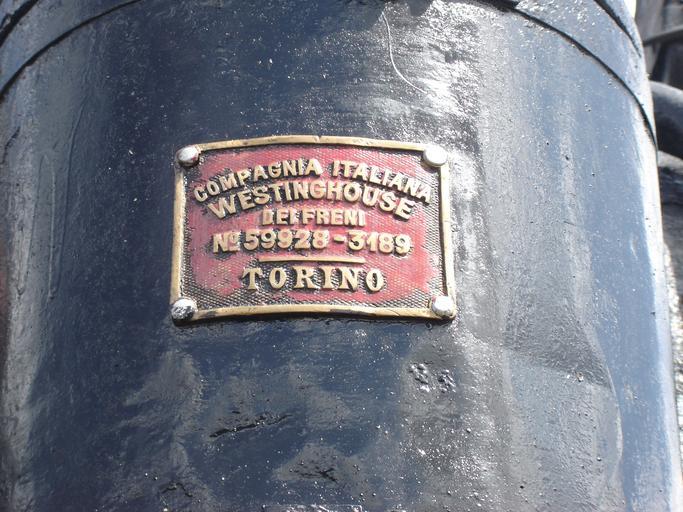 COMPAGNIA ITALIANA
WESTINGHOUSE
DEI FRENI
Nº 59928-3189
TORINO